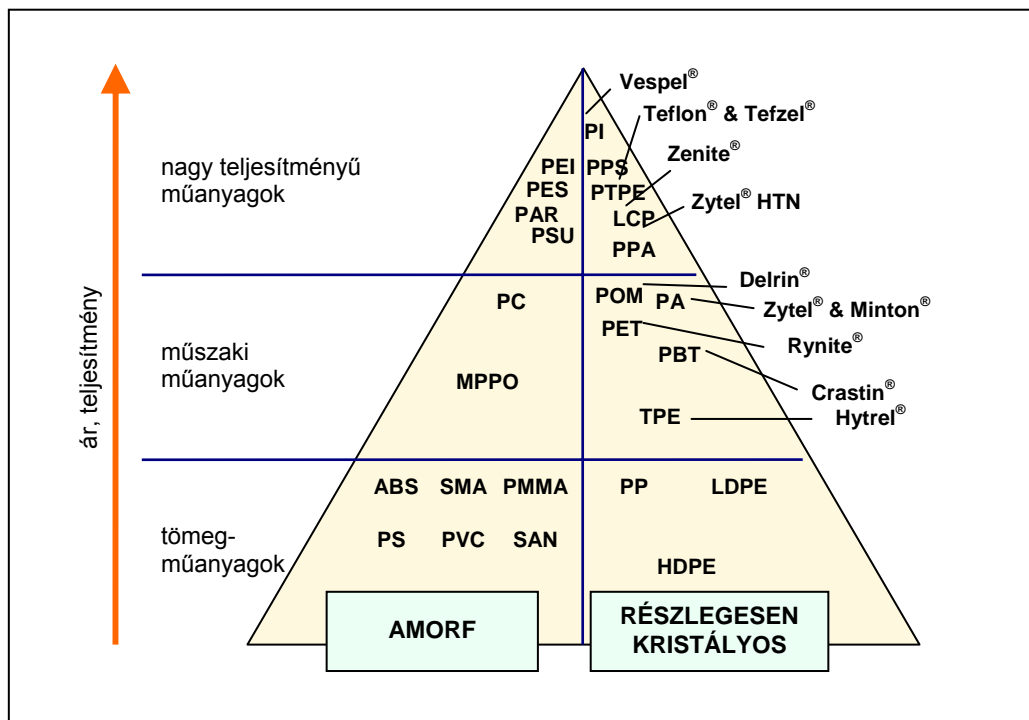 Vespel®
Teflon® & Tefzel®
PI
Zenite®
nagy teljesítményű
műanyagok
PEI
PPS
PES
PTPE
Zytel® HTN
PAR
LCP
PSU
PPA
Delrin®
PC
POM
PA
Zytel® & Minton®
PET
Rynite®
műszaki
műanyagok
PBT
MPPO
Crastin®
TPE
Hytrel®
ár, teljesítmény
ABS SMA PMMA
PP LDPE
PS PVC SAN
tömeg-
műanyagok
HDPE
AMORF
RÉSZLEGESEN
KRISTÁLYOS